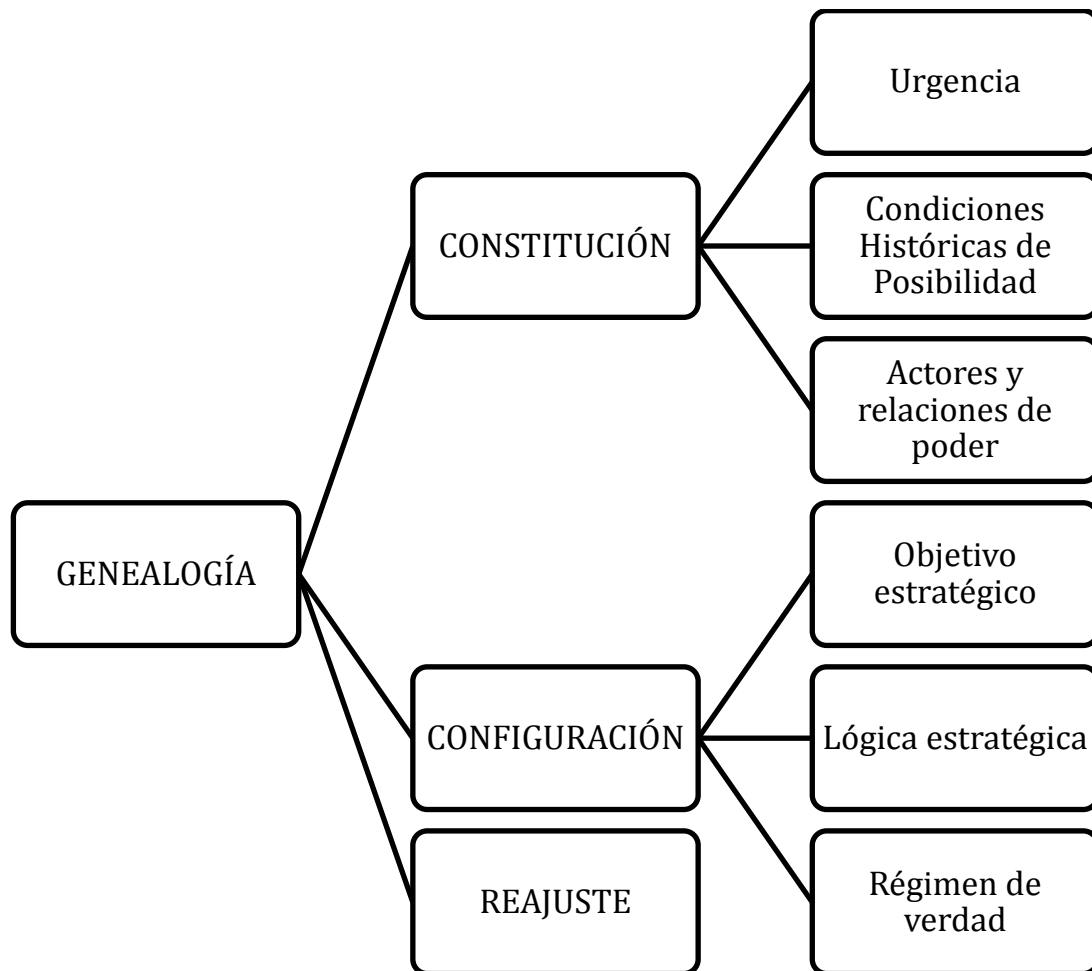 GENEALOGÍA
CONSTITUCIÓN
Urgencia
Condiciones
Históricas de
Posibilidad
Actores y
relaciones de
poder
CONFIGURACIÓN
Objetivo
estratégico
Lógica estratégica
Régimen de
verdad
REAJUSTE